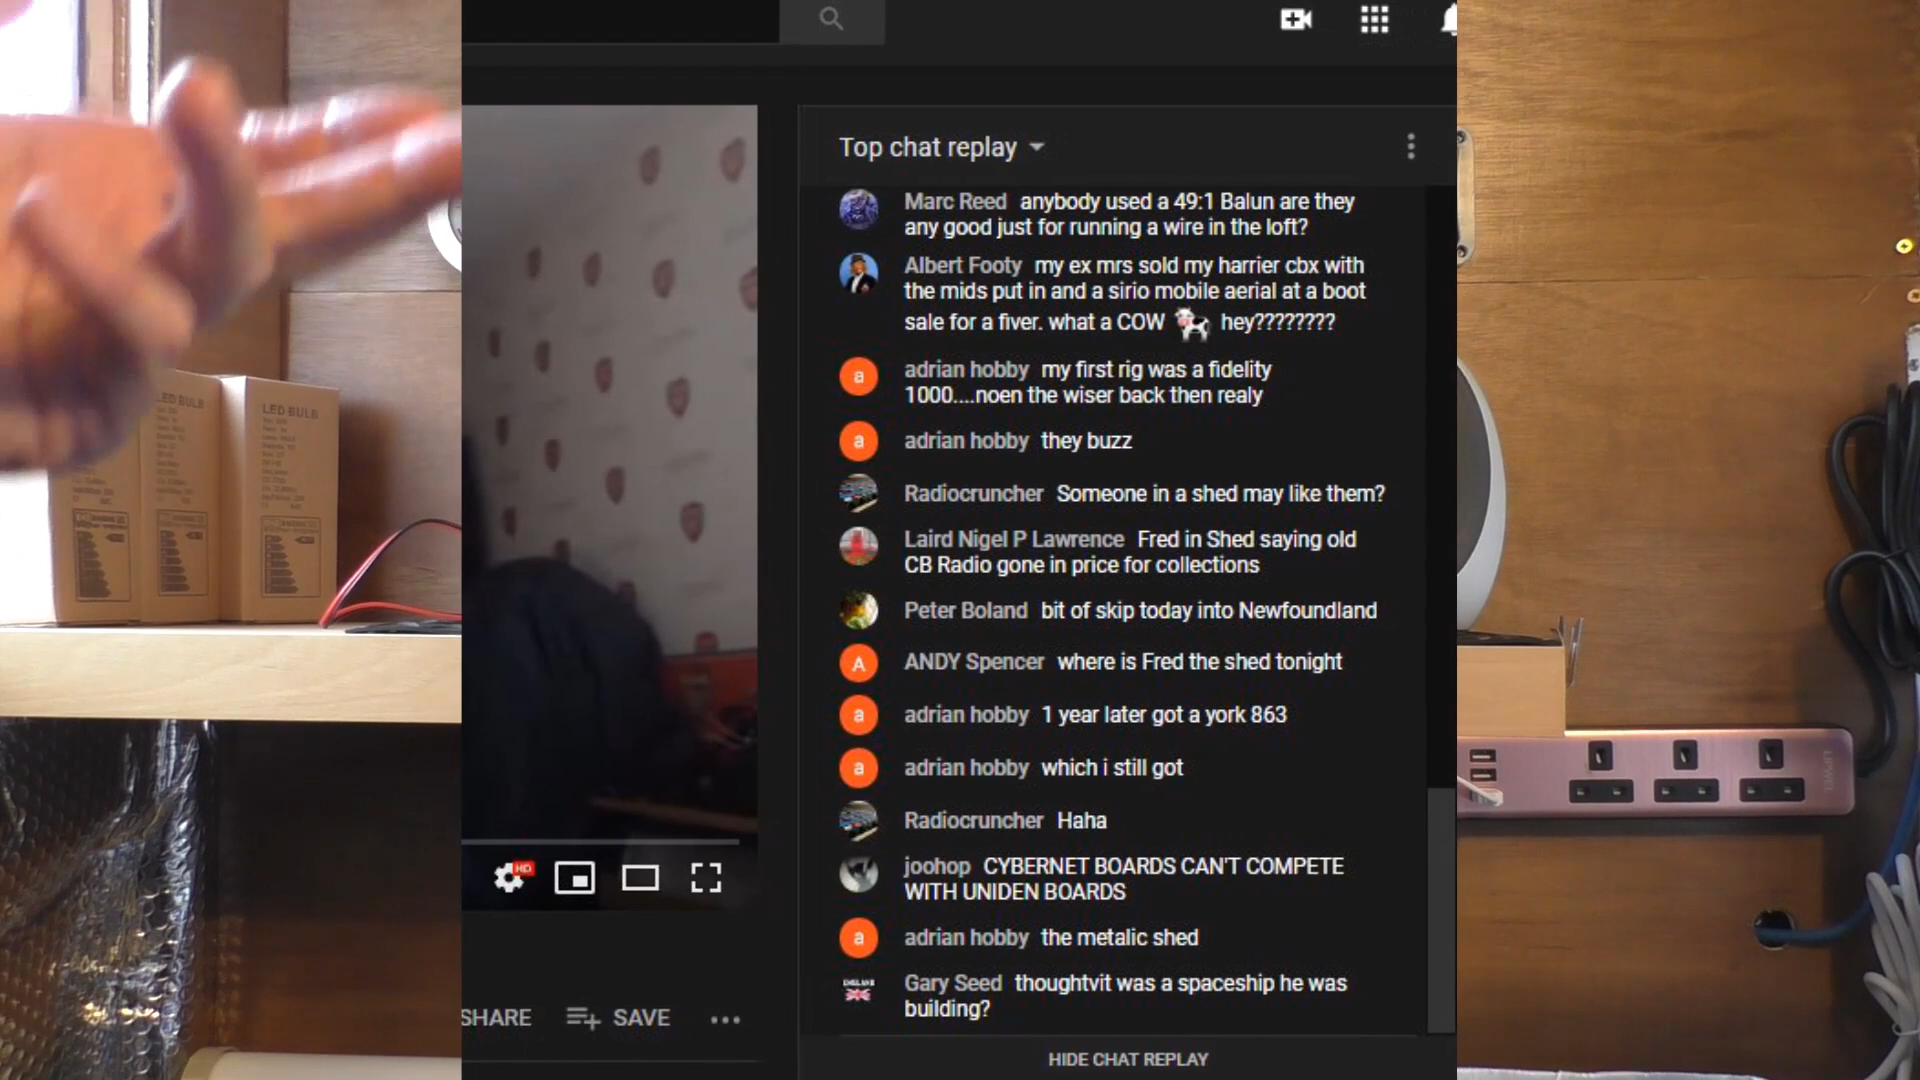 Top chat replay
Marc Reed anybody used a 49:1 Balun are they
any good just for running a wire in the loft?
Albert Footy my ex mrs sold my harrier cbx with
the mids put in and a sirio mobile aerial at a boot
sale for a fiver. what a COW 🐄 hey????????
a adrian hobby my first rig was a fidelity
1000....noen the wiser back then realy
a adrian hobby they buzz
Radiocruncher Someone in a shed may like them?
Laird Nigel P Lawrence Fred in Shed saying old
CB Radio gone in price for collections
Peter Boland bit of skip today into Newfoundland
A ANDY Spencer where is Fred the shed tonight
a adrian hobby 1 year later got a york 863
a adrian hobby which i still got
Radiocruncher Haha
joohop CYBERNET BOARDS CAN'T COMPETE
WITH UNIDEN BOARDS
a adrian hobby the metalic shed
ENGLAND
Gary Seed thoughtvit was a spaceship he was
building?
HIDE CHAT REPLAY
HD
SHARE SAVE
LED BULB
LED BULB